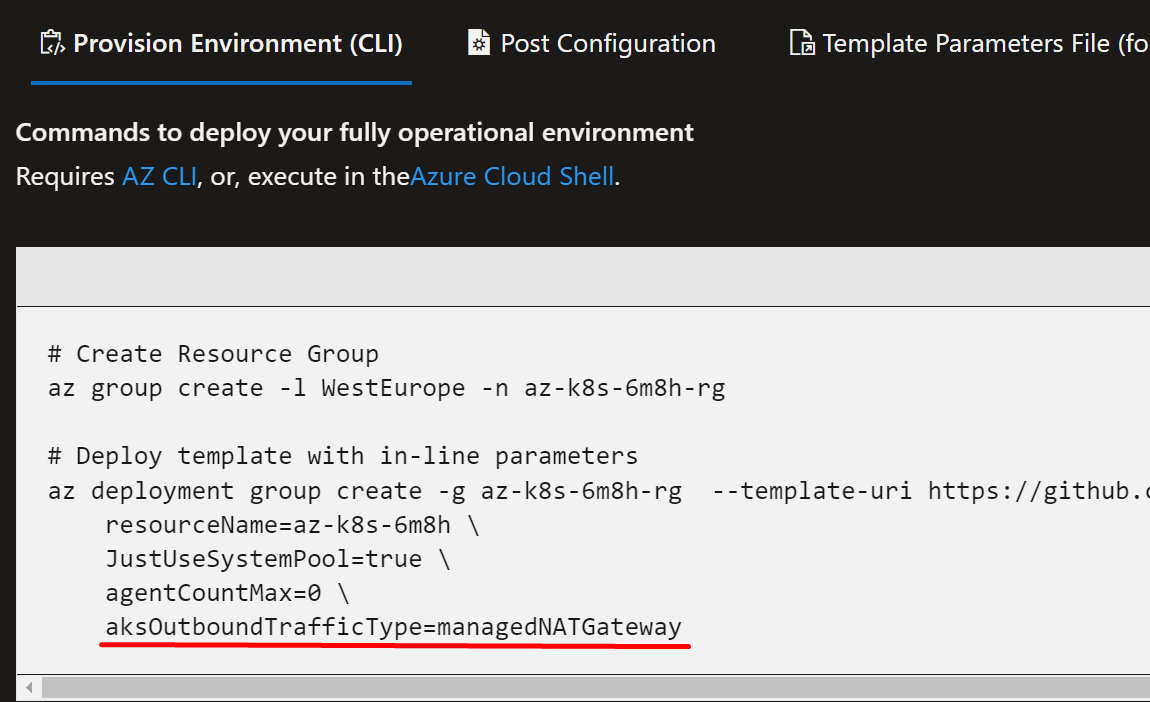 Provision Environment (CLI) Post Configuration Template Parameters File (fo
Commands to deploy your fully operational environment
Requires AZ CLI, or, execute in theAzure Cloud Shell.
# Create Resource Group
az group create -l WestEurope -n az-k8s-6m8h-rg
# Deploy template with in-line parameters
az deployment group create -g az-k8s-6m8h-rg  --template-uri https://github.c
resourceName=az-k8s-6m8h \
JustUseSystemPool=true \
agentCountMax=0 \
aksOutboundTrafficType=managedNATGateway